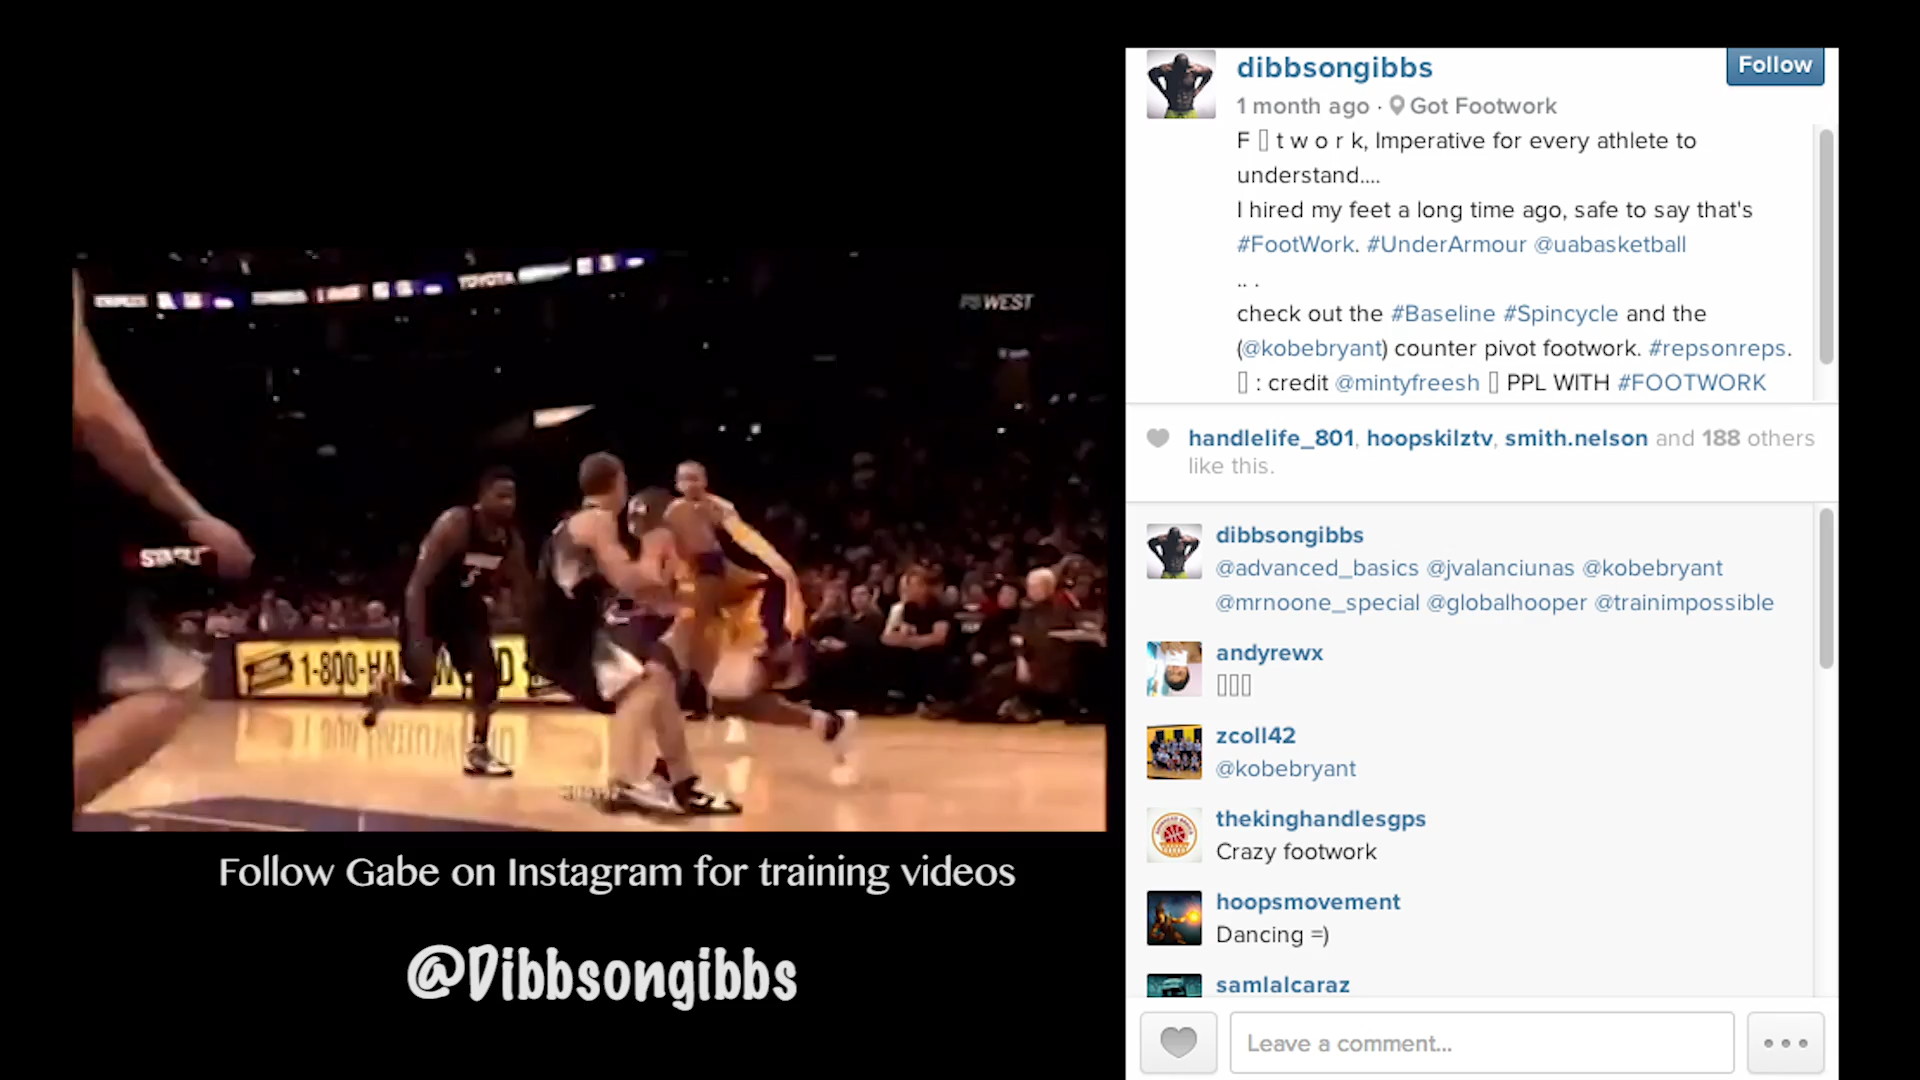 TOYOTA
FSWEST
STAPLE
1-800-HA
Follow Gabe on Instagram for training videos
@Dibbsongibbs
dibbsongibbs
Follow
1 month ago · Got Footwork
F t w o r k, Imperative for every athlete to
understand....
I hired my feet a long time ago, safe to say that's
#FootWork. #UnderArmour @uabasketball
.. .
check out the #Baseline #Spincycle and the
(@kobebryant) counter pivot footwork. #repsonreps.
: credit @mintyfreesh PPL WITH #FOOTWORK
handlelife_801, hoopskilztv, smith.nelson and 188 others
like this.
dibbsongibbs
@advanced_basics @jvalanciunas @kobebryant
@mrnoone_special @globalhooper @trainimpossible
andyrewx
zcoll42
@kobebryant
thekinghandlesgps
Crazy footwork
hoopsmovement
Dancing =)
samlalcaraz
Leave a comment...